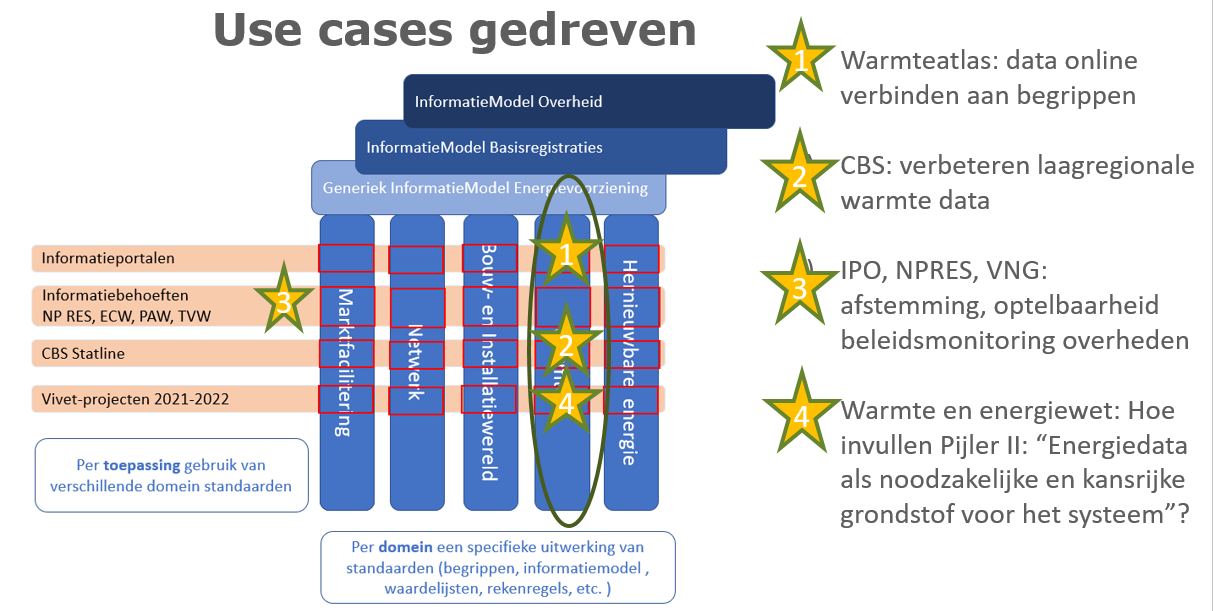 Use cases gedreven
InformatieModel Overheid
InformatieModel Basisregistraties
Generiek InformatieModel Energievoorziening
Informatieportalen
Informatiebehoeften
NP RES, ECW, PAW, TVW
CBS Statline
Vivet-projecten 2021-2022
Marktfacilitering
Netwerk
Bouw- en Installatiewereld
Hernieuwbare energie
1
2
4
3
Per toepassing gebruik van
verschillende domein standaarden
Per domein een specifieke uitwerking van
standaarden (begrippen, informatiemodel ,
waardelijsten, rekenregels, etc. )
1
Warmteatlas: data online
verbinden aan begrippen
2
CBS: verbeteren laagregionale
warmte data
3
IPO, NPRES, VNG:
afstemming, optelbaarheid
beleidsmonitoring overheden
4
Warmte en energiewet: Hoe
invullen Pijler II: “Energiedata
als noodzakelijke en kansrijke
grondstof voor het systeem”?